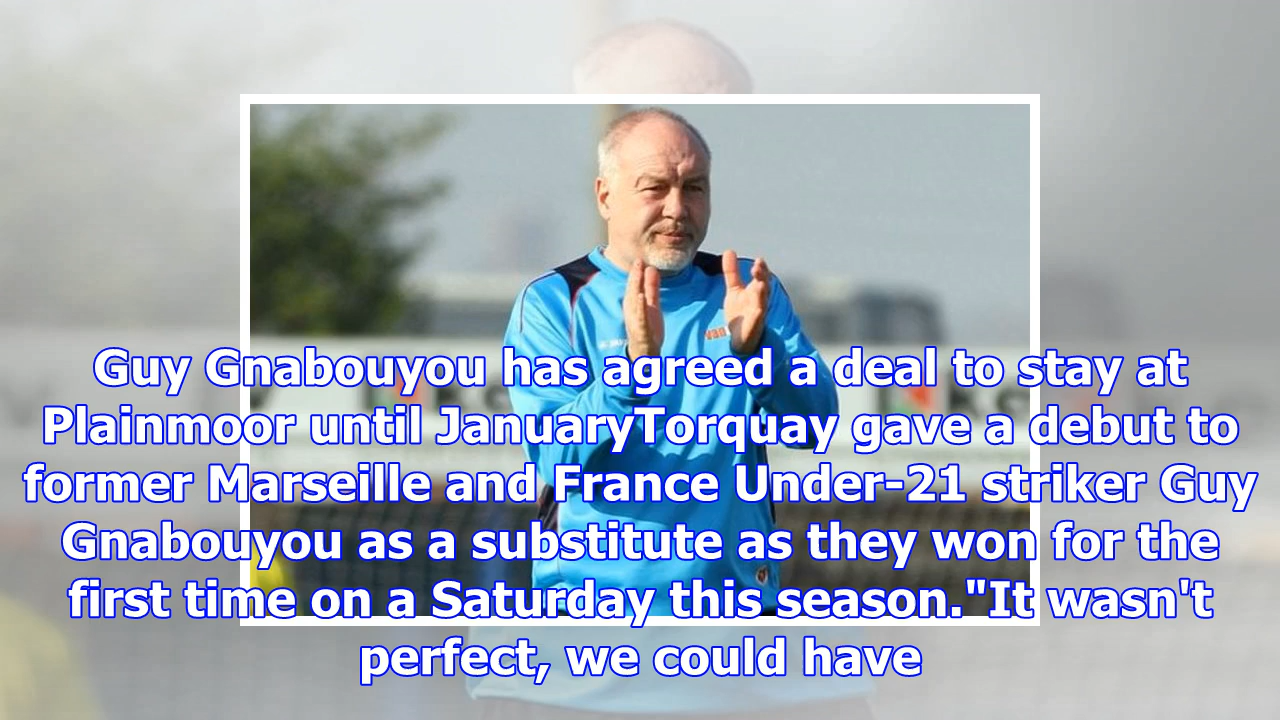 Guy Gnabouyou has agreed a deal to stay at
Plainmoor until JanuaryTorquay gave a debut to
former Marseille and France Under-21 striker Guy
Gnabouyou as a substitute as they won for the
first time on a Saturday this season."It wasn't
perfect, we could have